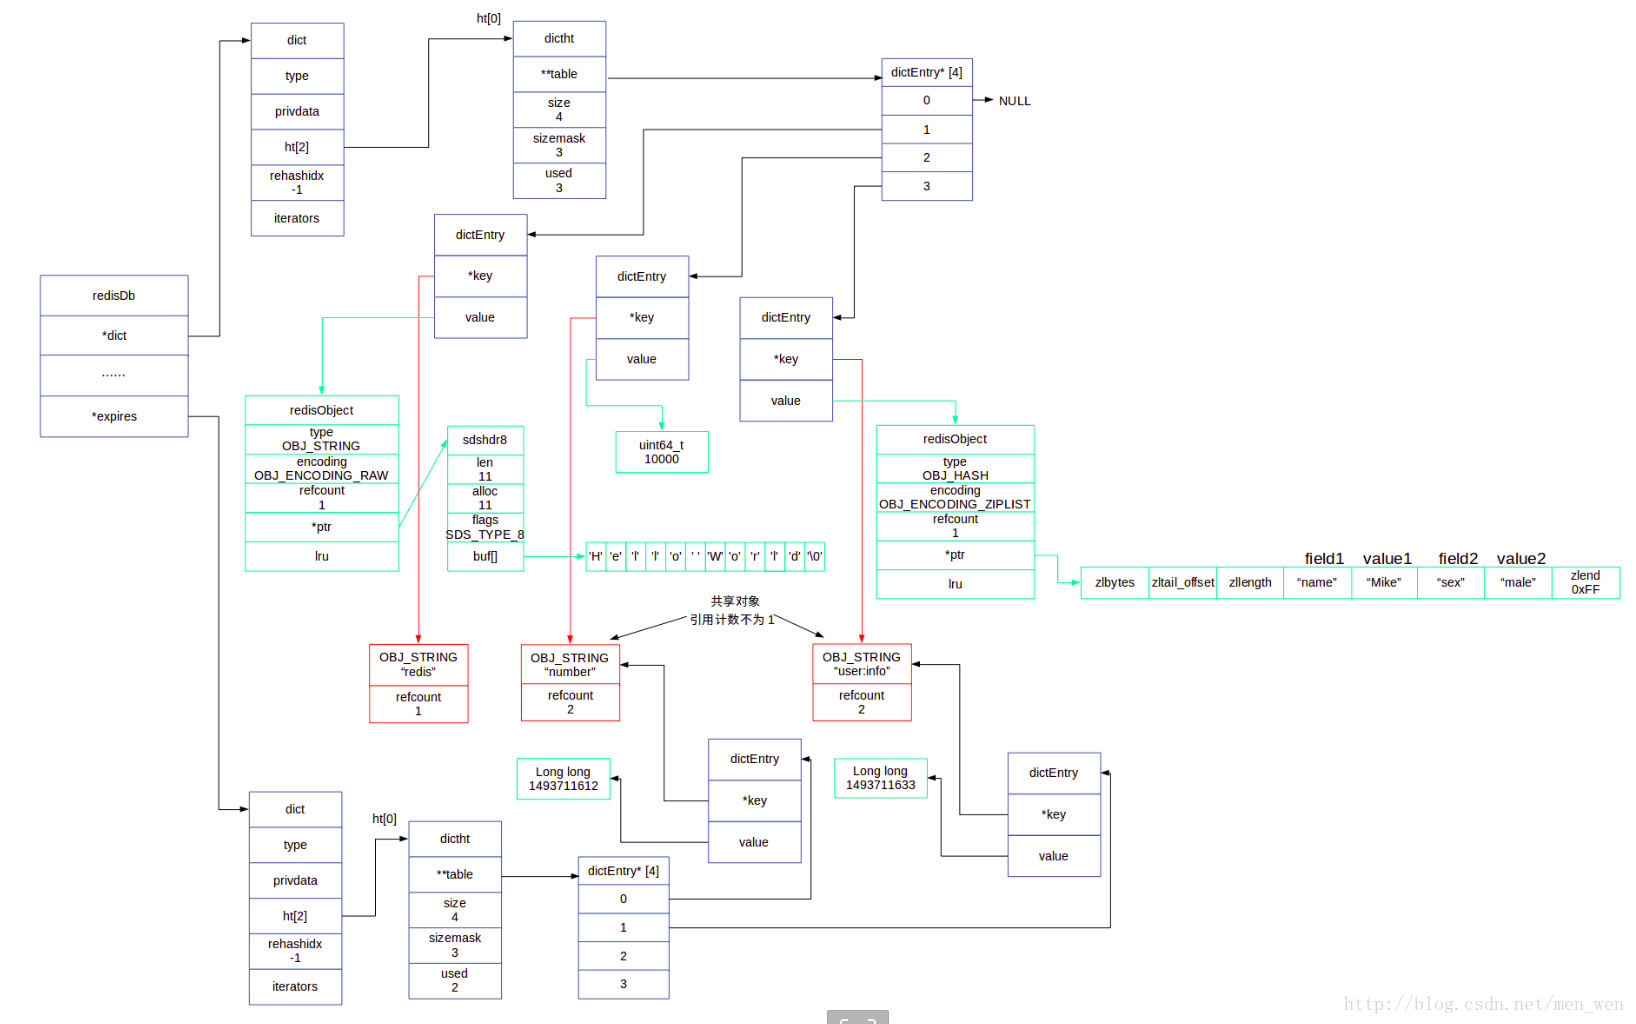 ht[0]
dict
type
privdata
ht[2]
rehashidx
-1
iterators
dictht
**table
size
4
sizemask
3
used
3
dictEntry* [4]
0
NULL
1
2
3
redisDb
*dict
......
*expires
dictEntry
*key
value
dictEntry
*key
value
dictEntry
*key
value
redisObject
type
OBJ_STRING
encoding
OBJ_ENCODING_RAW
refcount
1
*ptr
lru
sdshdr8
len
11
alloc
11
flags
SDS_TYPE_8
buf[]
'H' 'e' 'l' 'l' 'o' ' ' 'W' 'o' 'r' 'l' 'd' '\0'
uint64_t
10000
redisObject
type
OBJ_HASH
encoding
OBJ_ENCODING_ZIPLIST
refcount
1
*ptr
lru
field1 value1 field2 value2
zlbytes zltail_offset zllength “name” “Mike” “sex” “male” zlend
0xFF
共享对象
引用计数不为 1
OBJ_STRING
“redis”
refcount
1
OBJ_STRING
“number”
refcount
2
OBJ_STRING
“user:info”
refcount
2
Long long
1493711612
dictEntry
*key
value
Long long
1493711633
dictEntry
*key
value
dict
type
privdata
ht[2]
rehashidx
-1
iterators
ht[0]
dictht
**table
size
4
sizemask
3
used
2
dictEntry* [4]
0
1
2
3
http://blog.csdn.net/men_wen